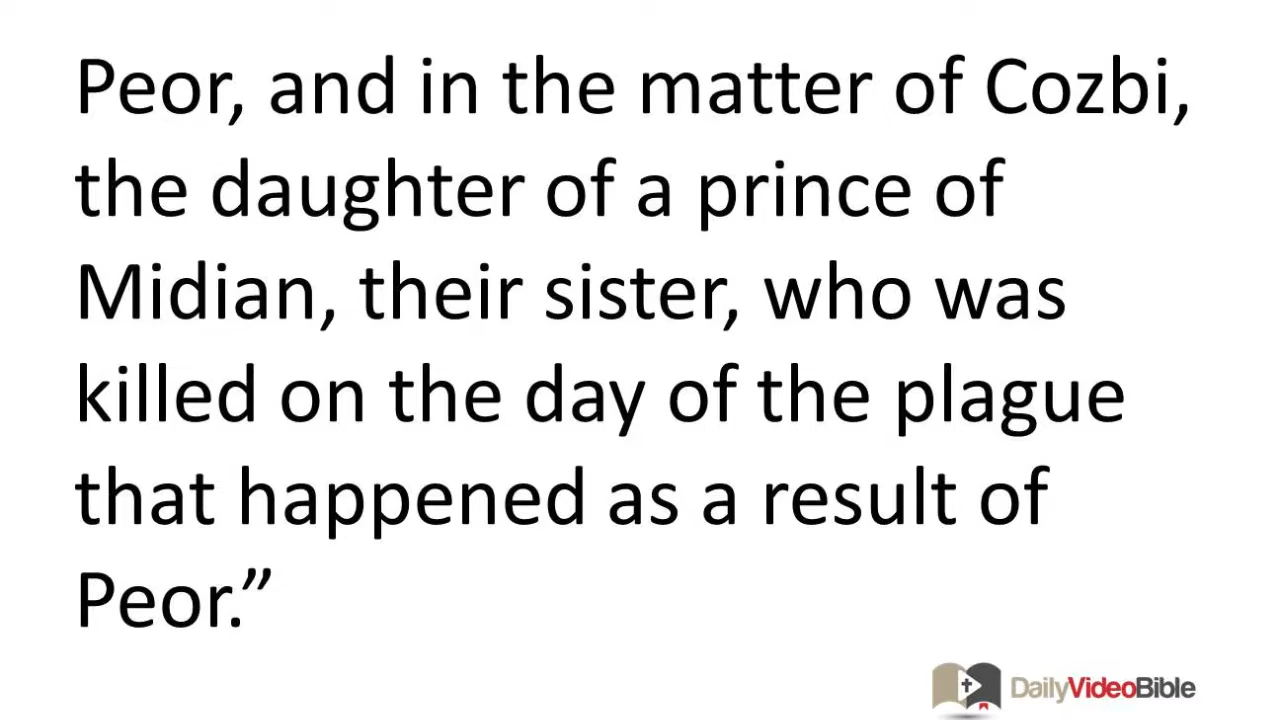 Peor, and in the matter of Cozbi,
the daughter of a prince of
Midian, their sister, who was
killed on the day of the plague
that happened as a result of
Peor.”
DailyVideoBible